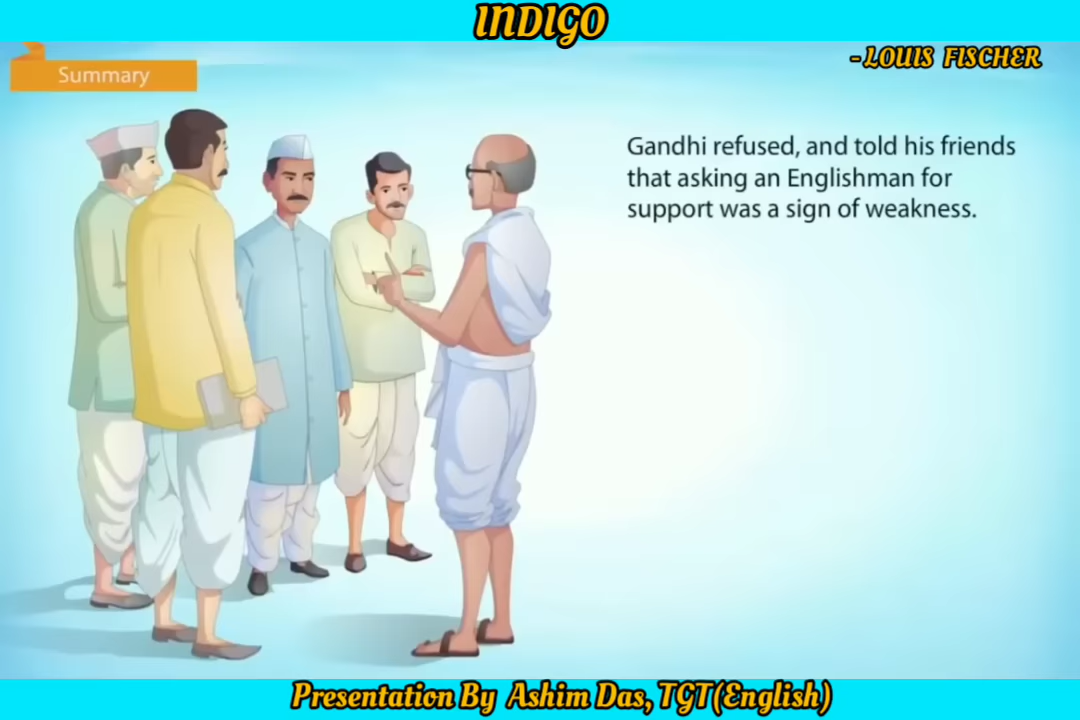 INDIGO
- LOUIS FISCHER
Summary
Gandhi refused, and told his friends
that asking an Englishman for
support was a sign of weakness.
Presentation By Ashim Das, TGT(English)